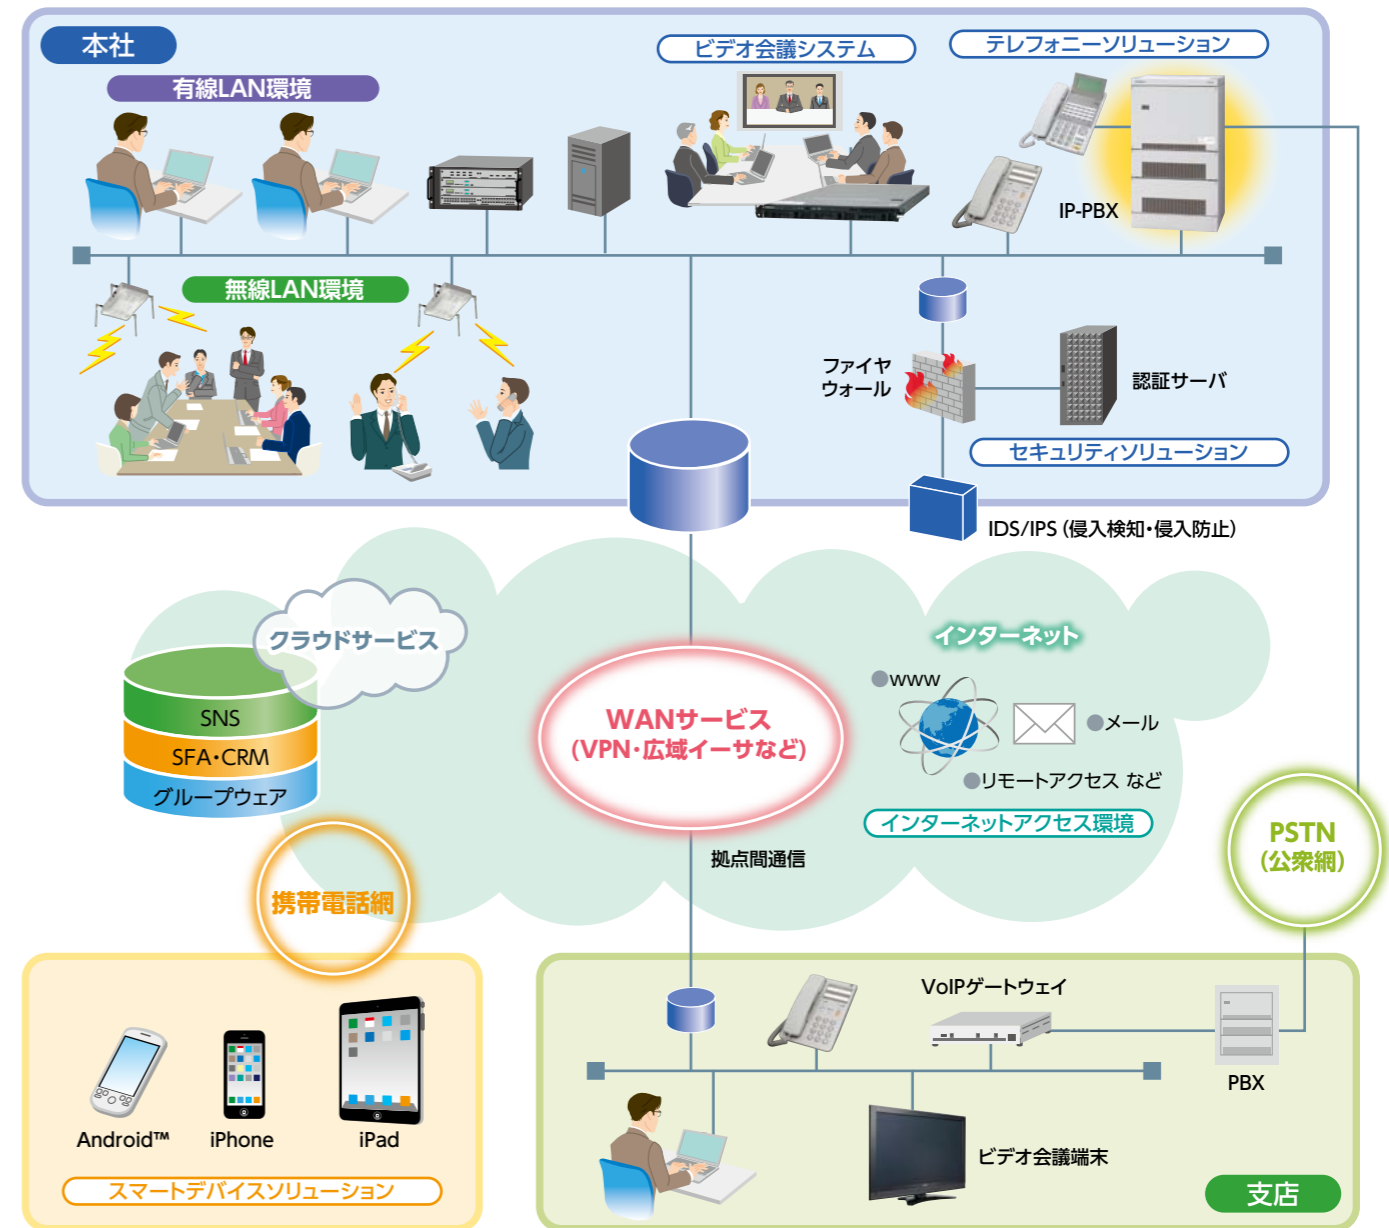 本社
有線LAN環境
ビデオ会議システム
テレフォニーソリューション
IP-PBX
無線LAN環境
ファイヤ
ウォール
認証サーバ
セキュリティソリューション
IDS/IPS (侵入検知・侵入防止)
クラウドサービス
SNS
SFA・CRM
グループウェア
WANサービス
(VPN・広域イーサなど)
インターネット
●www
●メール
●リモートアクセス など
インターネットアクセス環境
拠点間通信
PSTN
(公衆網)
携帯電話網
Android™
iPhone
iPad
スマートデバイスソリューション
VoIPゲートウェイ
PBX
ビデオ会議端末
支店